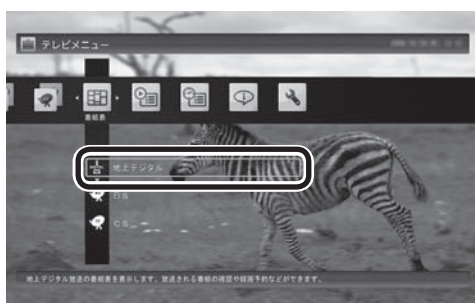 テレビメニュー
番組表
地上デジタル
BS
CS
地上デジタル放送の番組表を表示します。放送される番組の確認や録画予約などができます。